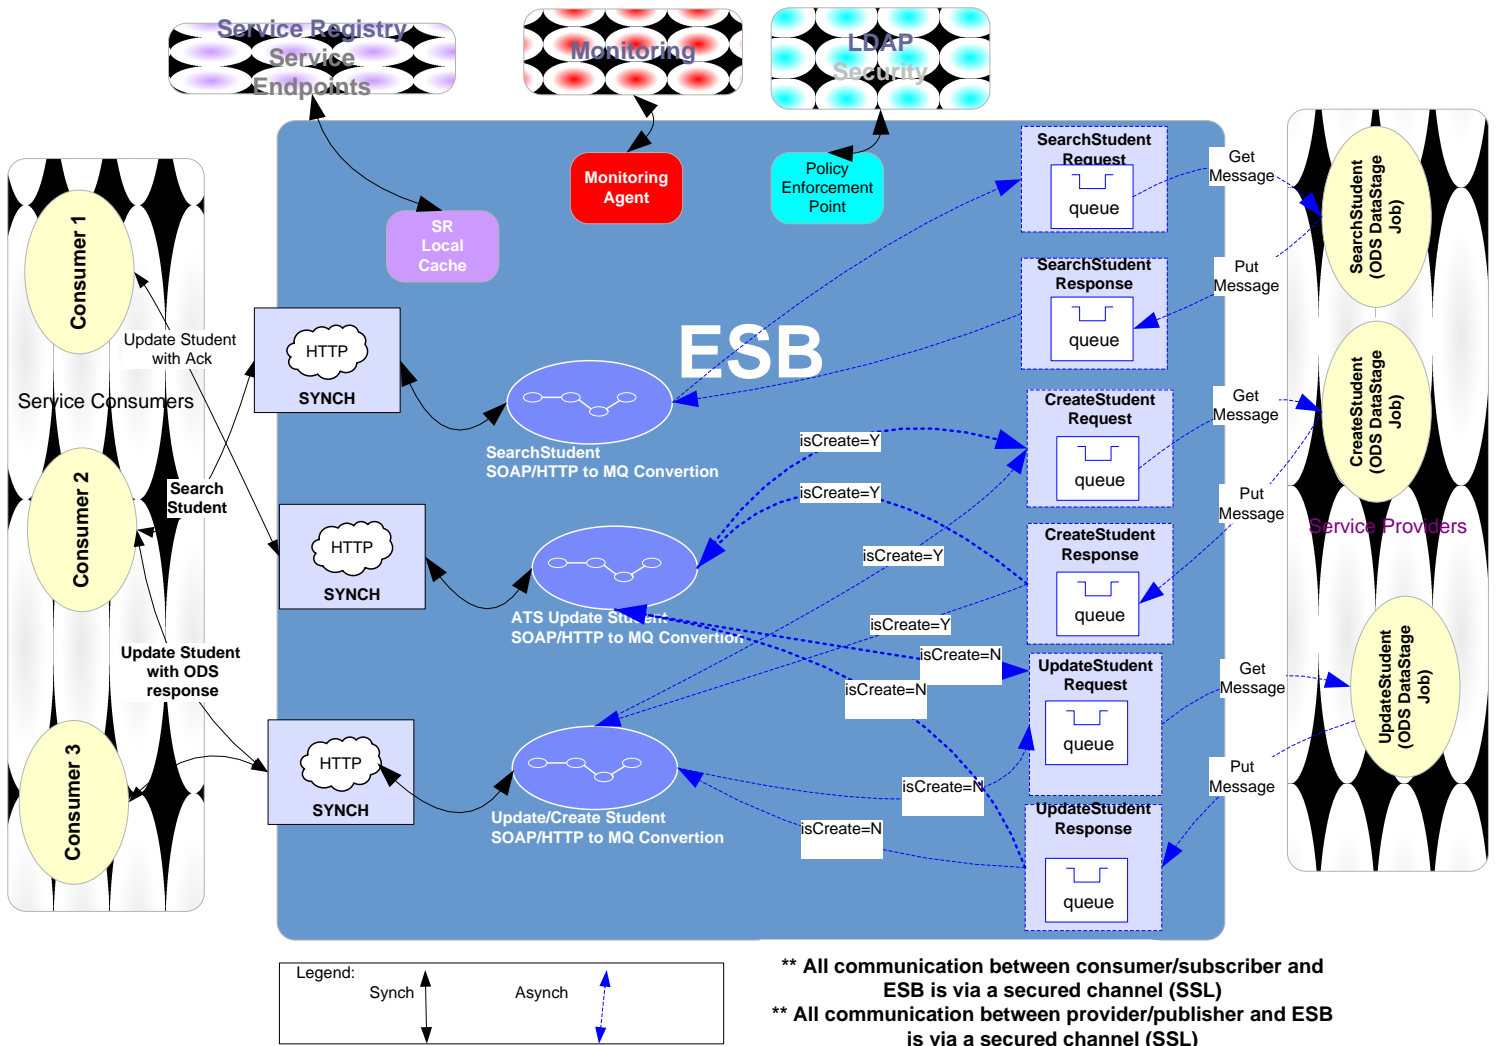 Service Registry
Service
Endpoints
Monitoring
LDAP
Security
Monitoring
Agent
Policy
Enforcement
Point
SR
Local
Cache
ESB
Service Consumers
Consumer 1
Consumer 2
Consumer 3
Update Student
with Ack
Search
Student
Update Student
with ODS
response
HTTP
SYNCH
HTTP
SYNCH
HTTP
SYNCH
SearchStudent
SOAP/HTTP to MQ Convertion
ATS Update Student
SOAP/HTTP to MQ Convertion
Update/Create Student
SOAP/HTTP to MQ Convertion
isCreate=Y
isCreate=Y
isCreate=Y
isCreate=Y
isCreate=N
isCreate=N
isCreate=N
isCreate=N
SearchStudent
Request
queue
SearchStudent
Response
queue
CreateStudent
Request
queue
CreateStudent
Response
queue
UpdateStudent
Request
queue
UpdateStudent
Response
queue
Get
Message
Put
Message
Get
Message
Put
Message
Get
Message
Put
Message
SearchStudent
(ODS DataStage
Job)
CreateStudent
(ODS DataStage
Job)
Service Providers
UpdateStudent
(ODS DataStage
Job)
Legend:
Synch
Asynch
** All communication between consumer/subscriber and
ESB is via a secured channel (SSL)
** All communication between provider/publisher and ESB
is via a secured channel (SSL)